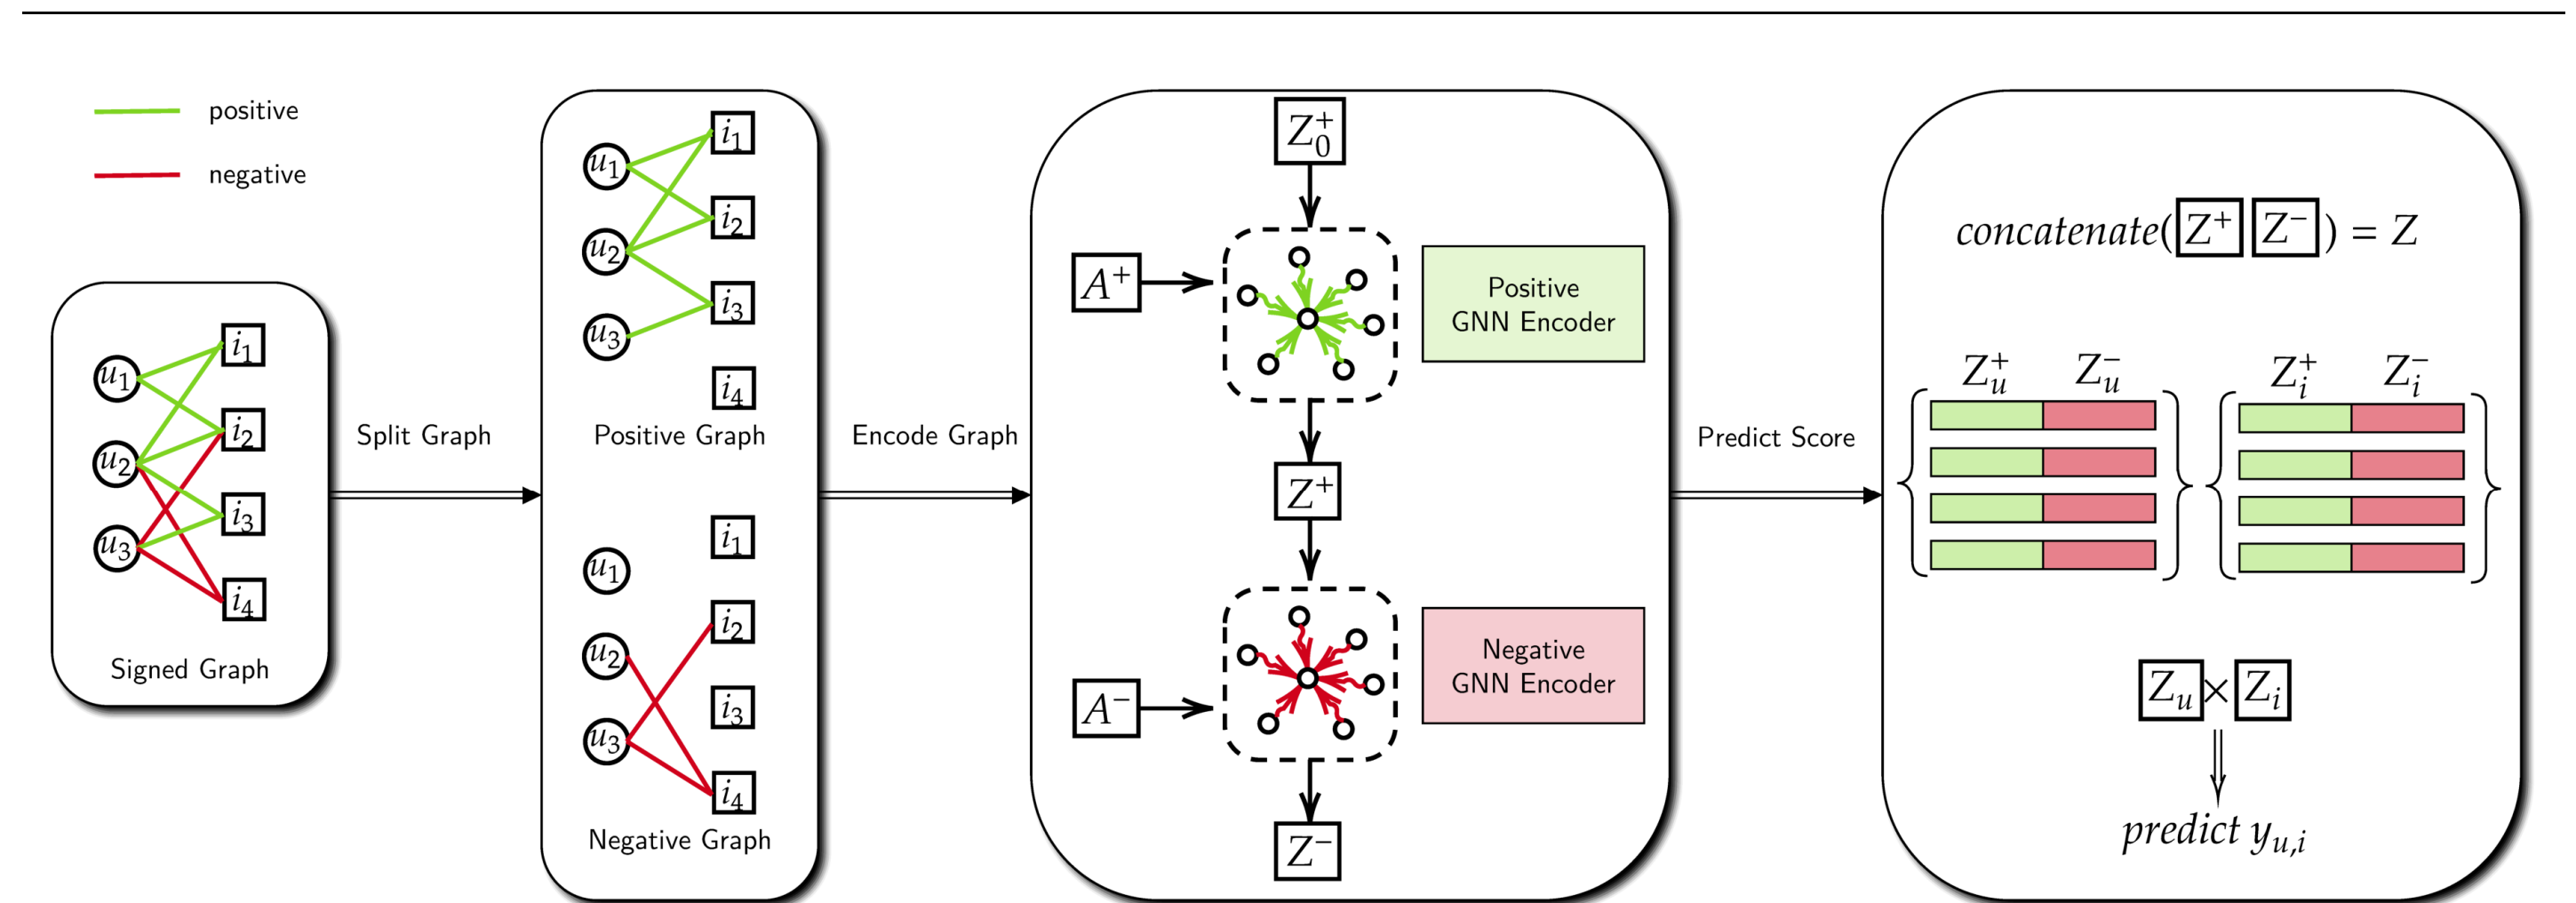 positive
negative
u₁
u₂
u₃
i₁
i₂
i₃
i₄
Signed Graph
Split Graph
u₁
u₂
u₃
i₁
i₂
i₃
i₄
Positive Graph
u₁
u₂
u₃
i₁
i₂
i₃
i₄
Negative Graph
Encode Graph
Z₀⁺
A⁺
Positive
GNN Encoder
Z⁺
A⁻
Negative
GNN Encoder
Z⁻
Predict Score
concatenate( Z⁺ Z⁻ ) = Z
Zᵤ⁺ Zᵤ⁻ Zᵢ⁺ Zᵢ⁻
Zᵤ × Zᵢ
predict y_{u,i}